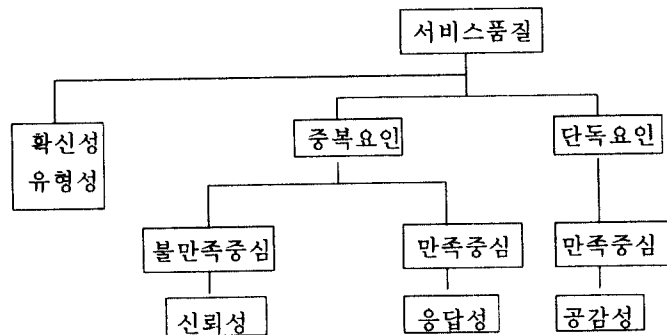 서비스품질
확신성
유형성
중복요인
단독요인
불만족중심
만족중심
만족중심
신뢰성
응답성
공감성